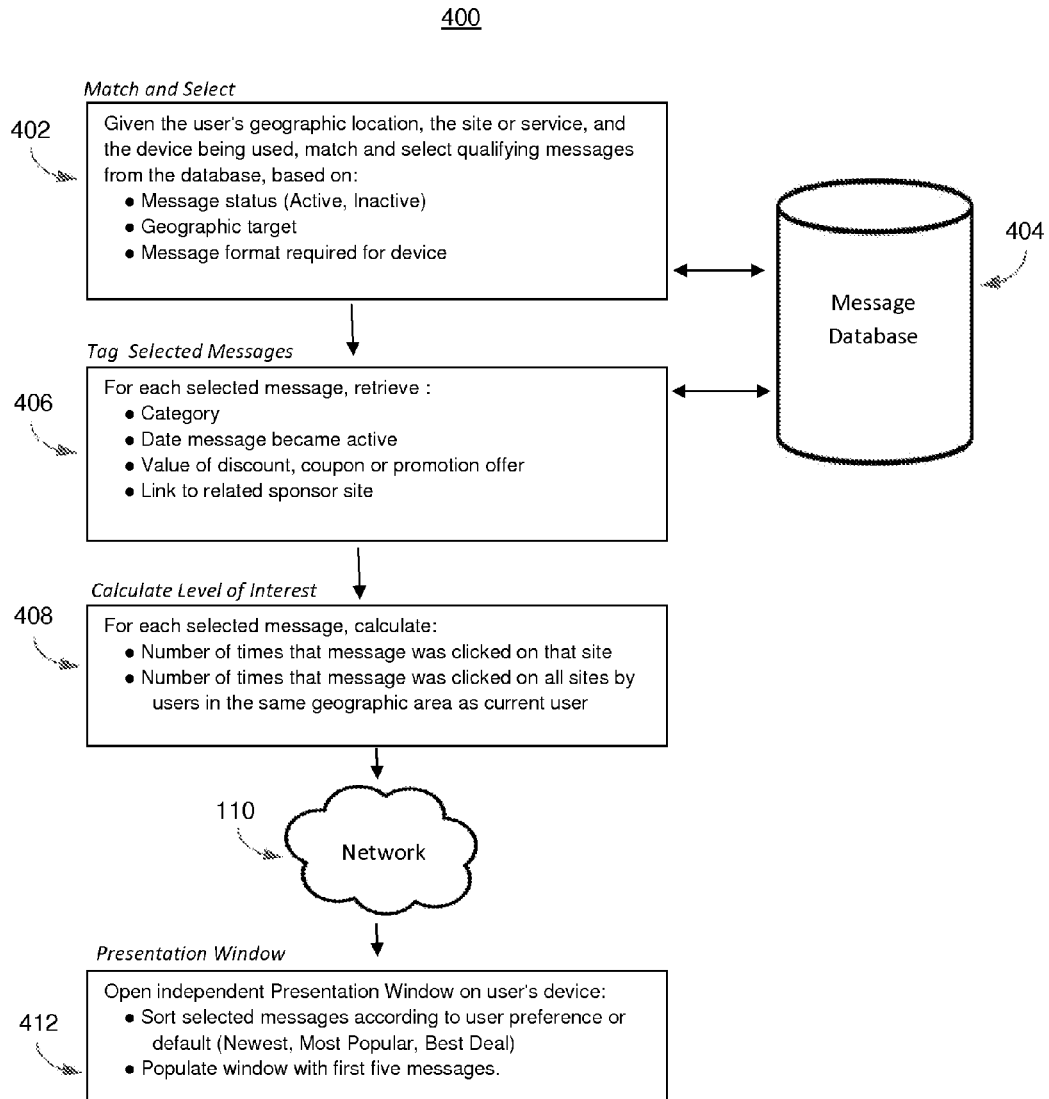 400
Match and Select
402
Given the user's geographic location, the site or service, and
the device being used, match and select qualifying messages
from the database, based on:
● Message status (Active, Inactive)
● Geographic target
● Message format required for device
404
Message
Database
Tag Selected Messages
406
For each selected message, retrieve :
● Category
● Date message became active
● Value of discount, coupon or promotion offer
● Link to related sponsor site
Calculate Level of Interest
408
For each selected message, calculate:
● Number of times that message was clicked on that site
● Number of times that message was clicked on all sites by
users in the same geographic area as current user
110
Network
Presentation Window
412
Open independent Presentation Window on user's device:
● Sort selected messages according to user preference or
default (Newest, Most Popular, Best Deal)
● Populate window with first five messages.